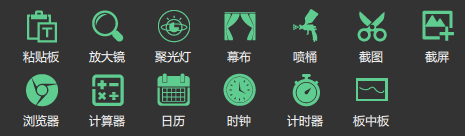 粘贴板 放大镜 聚光灯 幕布 喷桶 截图 截屏
浏览器 计算器 日历 时钟 计时器 板中板